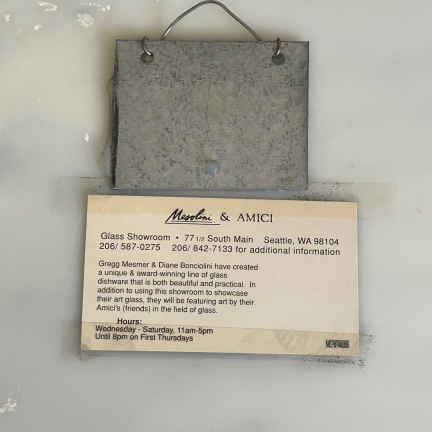 Mesolini & AMICI
Glass Showroom • 77 1/2 South Main Seattle, WA 98104
206/ 587-0275 206/ 842-7133 for additional information
Gregg Mesmer & Diane Bonciolini have created
a unique & award-winning line of glass
dishware that is both beautiful and practical. In
addition to using this showroom to showcase
their art glass, they will be featuring art by their
Amici's (friends) in the field of glass.
Hours:
Wednesday - Saturday, 11am-5pm
Until 8pm on First Thursdays